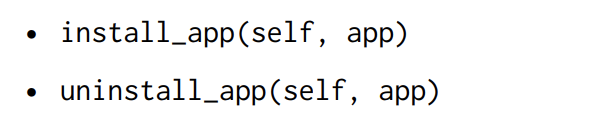 • install_app(self, app)
• uninstall_app(self, app)